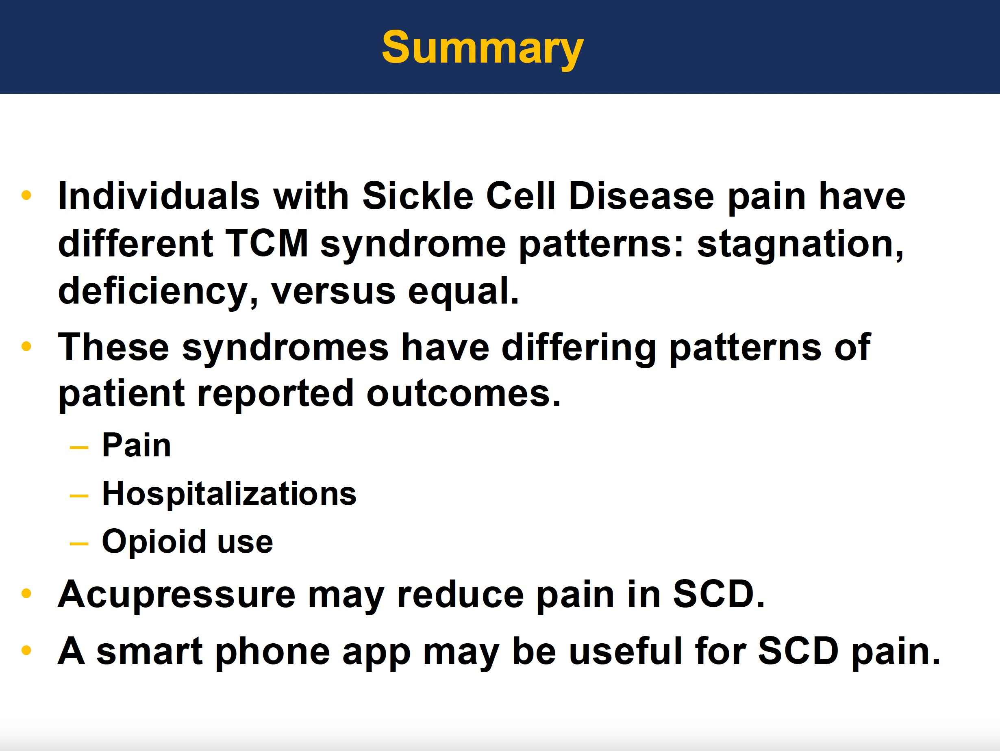 Summary
• Individuals with Sickle Cell Disease pain have
different TCM syndrome patterns: stagnation,
deficiency, versus equal.
• These syndromes have differing patterns of
patient reported outcomes.
– Pain
– Hospitalizations
– Opioid use
• Acupressure may reduce pain in SCD.
• A smart phone app may be useful for SCD pain.